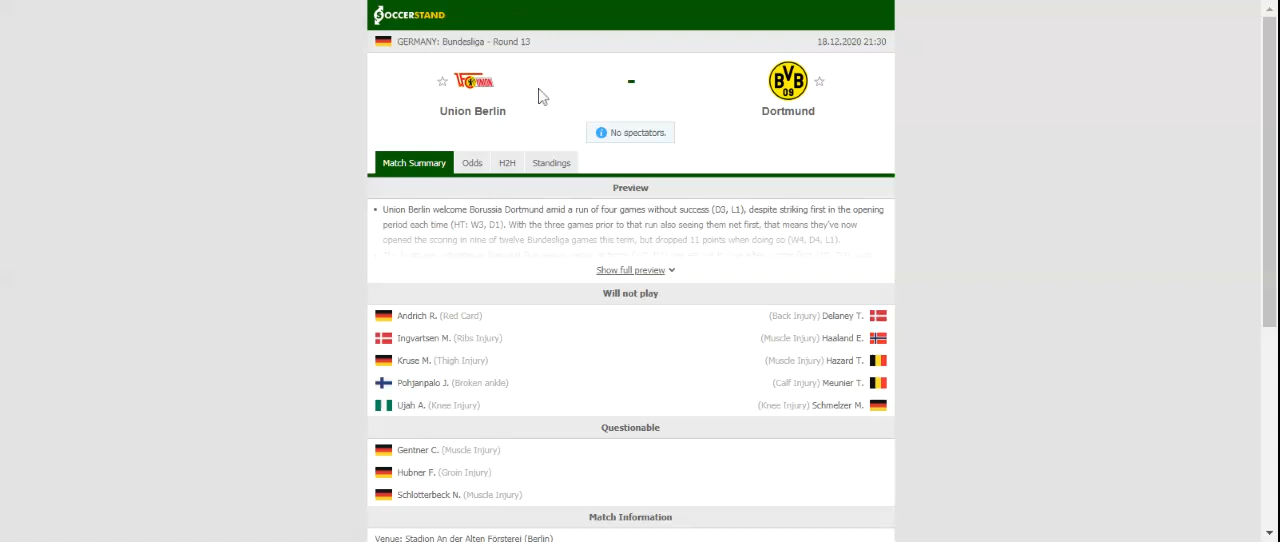 SOCCERSTAND
GERMANY: Bundesliga - Round 13 18.12.2020 21:30
UNION BVB 09
-
Union Berlin Dortmund
No spectators.
Match Summary Odds H2H Standings
Preview
• Union Berlin welcome Borussia Dortmund amid a run of four games without success (D3, L1), despite striking first in the opening
period each time (HT: W3, D1). With the three games prior to that run also seeing them net first, that means they've now
opened the scoring in nine of twelve Bundesliga games this term, but dropped 11 points when doing so (W4, D4, L1).
Show full preview
Will not play
Andrich R. (Red Card) (Back Injury) Delaney T.
Ingvartsen M. (Ribs Injury) (Muscle Injury) Haaland E.
Kruse M. (Thigh Injury) (Muscle Injury) Hazard T.
Pohjanpalo J. (Broken ankle) (Calf Injury) Meunier T.
Ujah A. (Knee Injury) (Knee Injury) Schmelzer M.
Questionable
Gentner C. (Muscle Injury)
Hubner F. (Groin Injury)
Schlotterbeck N. (Muscle Injury)
Match Information
Venue: Stadion An der Alten Försterei (Berlin)